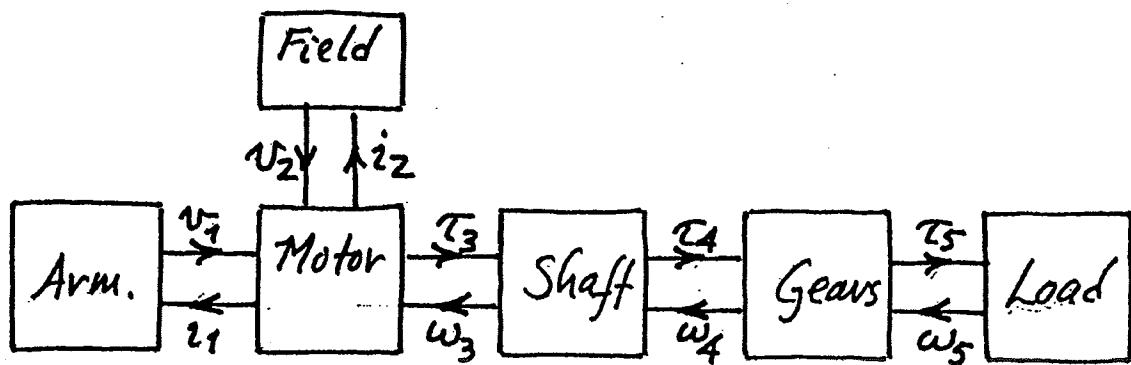 Field
v₂ i₂
v₁ τ₃ τ₄ τ₅
Arm. Motor Shaft Gears Load
i₁ ω₃ ω₄ ω₅